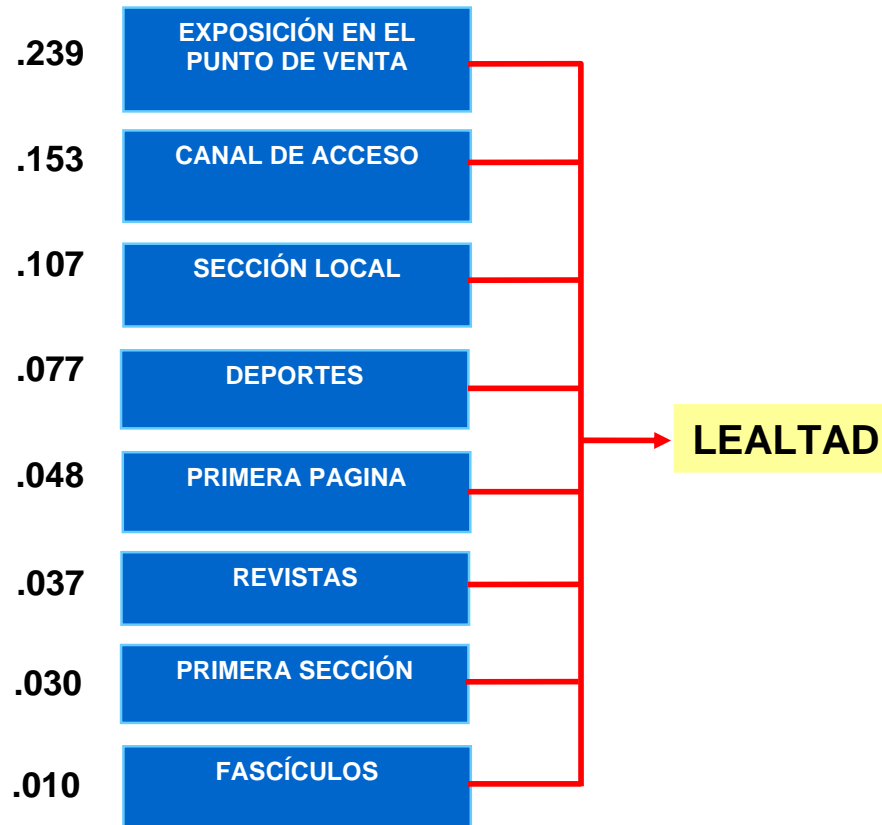 .239
EXPOSICIÓN EN EL
PUNTO DE VENTA
.153
CANAL DE ACCESO
.107
SECCIÓN LOCAL
.077
DEPORTES
.048
PRIMERA PAGINA
.037
REVISTAS
.030
PRIMERA SECCIÓN
.010
FASCÍCULOS
LEALTAD